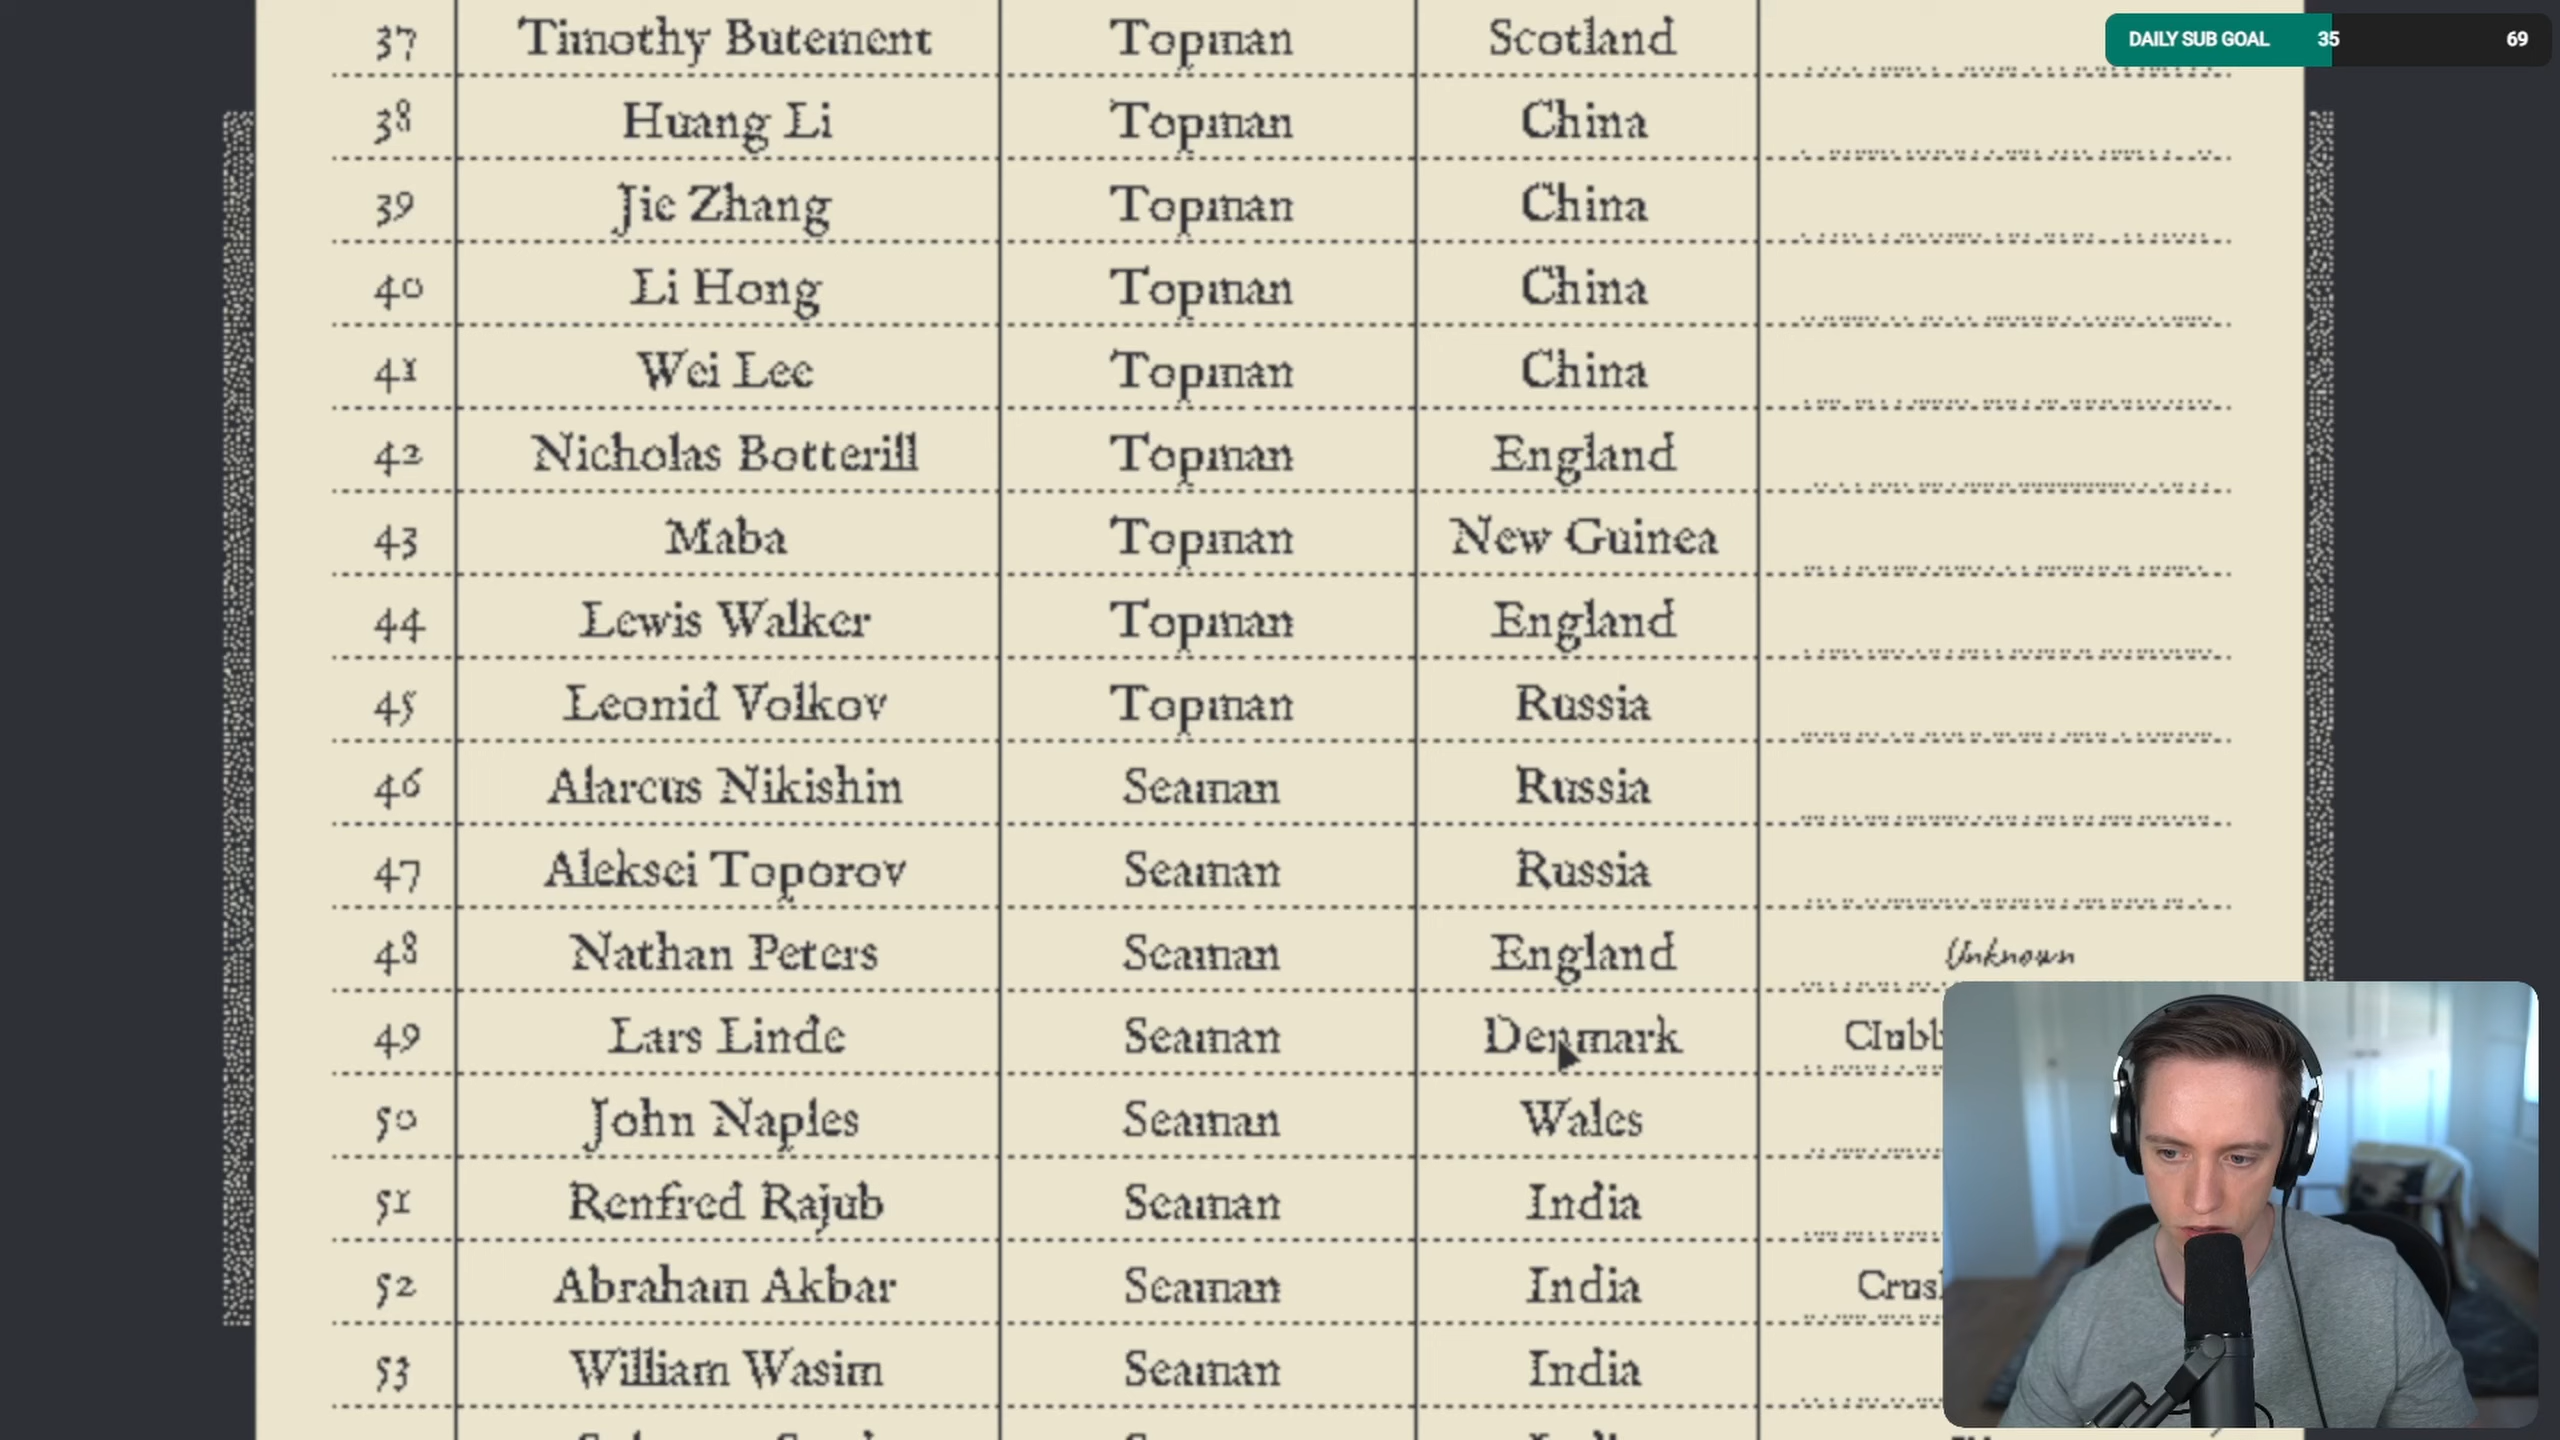 DAILY SUB GOAL 35 69
37 Timothy Butement Topman Scotland
38 Huang Li Topman China
39 Jie Zhang Topman China
40 Li Hong Topman China
41 Wei Lee Topman China
42 Nicholas Botterill Topman England
43 Maba Topman New Guinea
44 Lewis Walker Topman England
45 Leonid Volkov Topman Russia
46 Alarcus Nikishin Seaman Russia
47 Aleksei Toporov Seaman Russia
48 Nathan Peters Seaman England Unknown
49 Lars Linde Seaman Denmark
50 John Naples Seaman Wales
51 Renfred Rajub Seaman India
52 Abraham Akbar Seaman India
53 William Wasim Seaman India